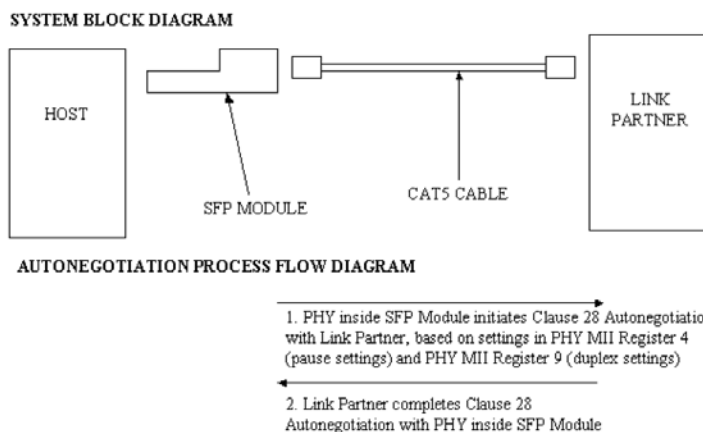 SYSTEM BLOCK DIAGRAM
HOST
LINK
PARTNER
SFP MODULE
CAT5 CABLE
AUTONEGOTIATION PROCESS FLOW DIAGRAM
1. PHY inside SFP Module initiates Clause 28 Autonegotiatio
with Link Partner, based on settings in PHY MII Register 4
(pause settings) and PHY MII Register 9 (duplex settings)
2. Link Partner completes Clause 28
Autonegotiation with PHY inside SFP Module